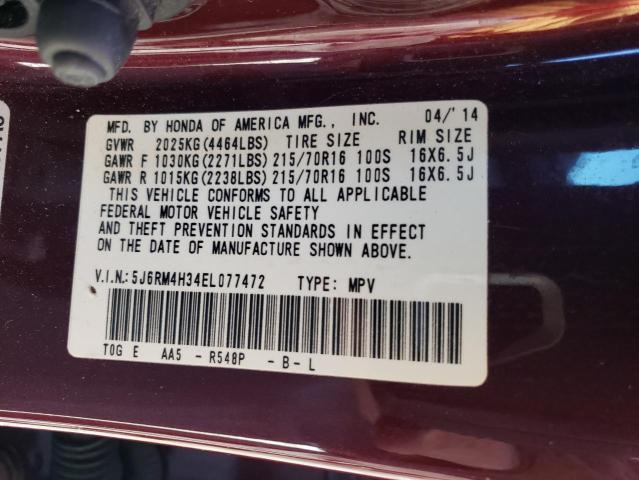 MFD. BY HONDA OF AMERICA MFG., INC. 04/'14
GVWR 2025KG(4464LBS) TIRE SIZE RIM SIZE
GAWR F 1030KG(2271LBS) 215/70R16 100S 16X6.5J
GAWR R 1015KG(2238LBS) 215/70R16 100S 16X6.5J
THIS VEHICLE CONFORMS TO ALL APPLICABLE
FEDERAL MOTOR VEHICLE SAFETY
AND THEFT PREVENTION STANDARDS IN EFFECT
ON THE DATE OF MANUFACTURE SHOWN ABOVE.
V.I.N.: 5J6RM4H34EL077472 TYPE: MPV
T0G E AA5 - R548P - B - L